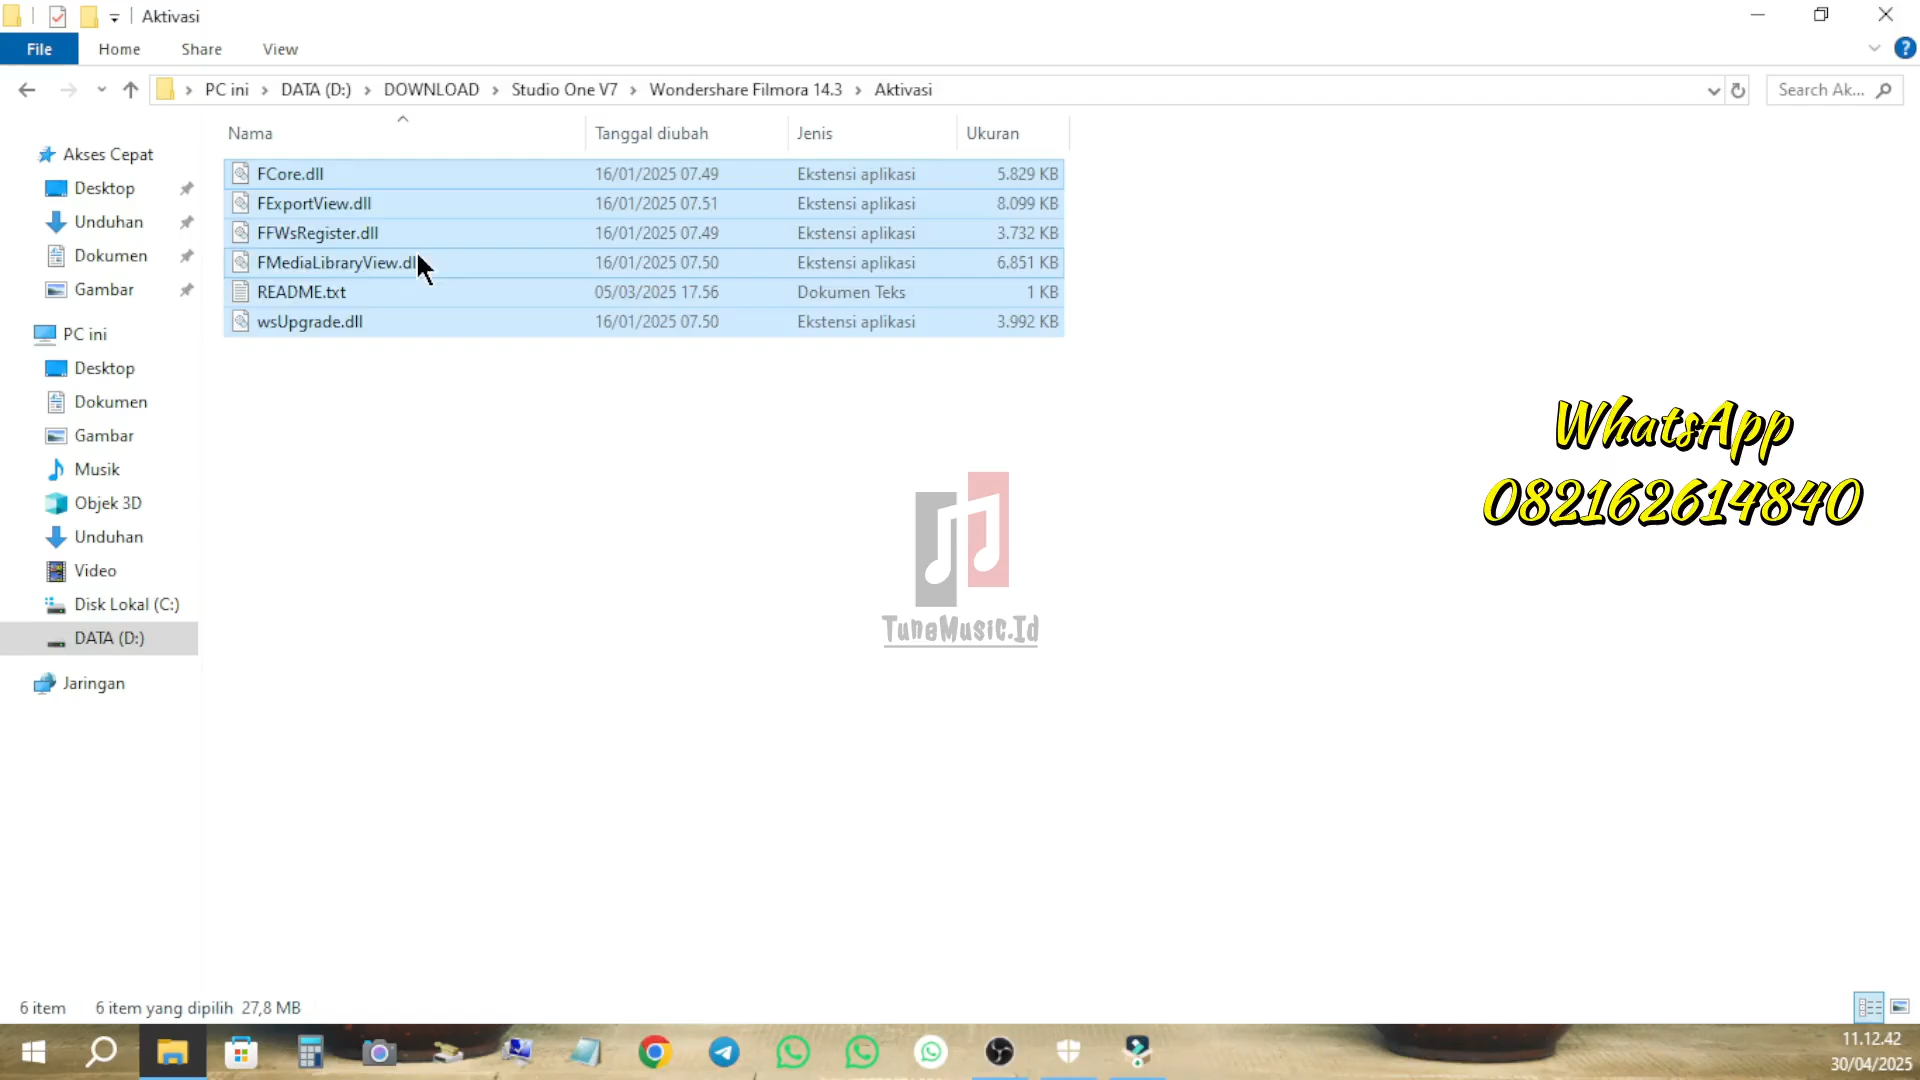 Aktivasi
File Home Share View
PC ini DATA (D:) DOWNLOAD Studio One V7 Wondershare Filmora 14.3 Aktivasi
Search Ak...
Nama Tanggal diubah Jenis Ukuran
FCore.dll 16/01/2025 07.49 Ekstensi aplikasi 5.829 KB
FExportView.dll 16/01/2025 07.51 Ekstensi aplikasi 8.099 KB
FFWsRegister.dll 16/01/2025 07.49 Ekstensi aplikasi 3.732 KB
FMediaLibraryView.dl 16/01/2025 07.50 Ekstensi aplikasi 6.851 KB
README.txt 05/03/2025 17.56 Dokumen Teks 1 KB
wsUpgrade.dll 16/01/2025 07.50 Ekstensi aplikasi 3.992 KB
Akses Cepat
Desktop
Unduhan
Dokumen
Gambar
PC ini
Desktop
Dokumen
Gambar
Musik
Objek 3D
Unduhan
Video
Disk Lokal (C:)
DATA (D:)
Jaringan
WhatsApp
082162614840
TuneMusic.Id
6 item 6 item yang dipilih 27,8 MB
11.12.42
30/04/2025